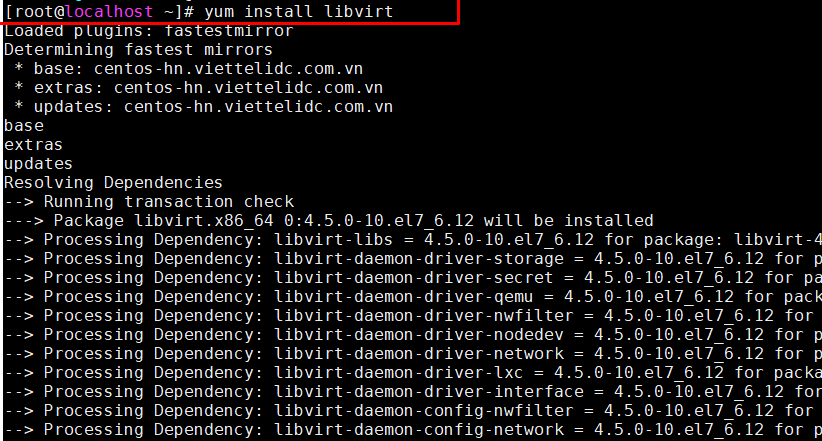 [root@localhost ~]# yum install libvirt
Loaded plugins: fastestmirror
Determining fastest mirrors
 * base: centos-hn.viettelidc.com.vn
 * extras: centos-hn.viettelidc.com.vn
 * updates: centos-hn.viettelidc.com.vn
base
extras
updates
Resolving Dependencies
--> Running transaction check
---> Package libvirt.x86_64 0:4.5.0-10.el7_6.12 will be installed
--> Processing Dependency: libvirt-libs = 4.5.0-10.el7_6.12 for package: libvirt-4
--> Processing Dependency: libvirt-daemon-driver-storage = 4.5.0-10.el7_6.12 for p
--> Processing Dependency: libvirt-daemon-driver-secret = 4.5.0-10.el7_6.12 for pa
--> Processing Dependency: libvirt-daemon-driver-qemu = 4.5.0-10.el7_6.12 for pack
--> Processing Dependency: libvirt-daemon-driver-nwfilter = 4.5.0-10.el7_6.12 for
--> Processing Dependency: libvirt-daemon-driver-nodedev = 4.5.0-10.el7_6.12 for p
--> Processing Dependency: libvirt-daemon-driver-network = 4.5.0-10.el7_6.12 for p
--> Processing Dependency: libvirt-daemon-driver-lxc = 4.5.0-10.el7_6.12 for packa
--> Processing Dependency: libvirt-daemon-driver-interface = 4.5.0-10.el7_6.12 for
--> Processing Dependency: libvirt-daemon-config-nwfilter = 4.5.0-10.el7_6.12 for
--> Processing Dependency: libvirt-daemon-config-network = 4.5.0-10.el7_6.12 for p